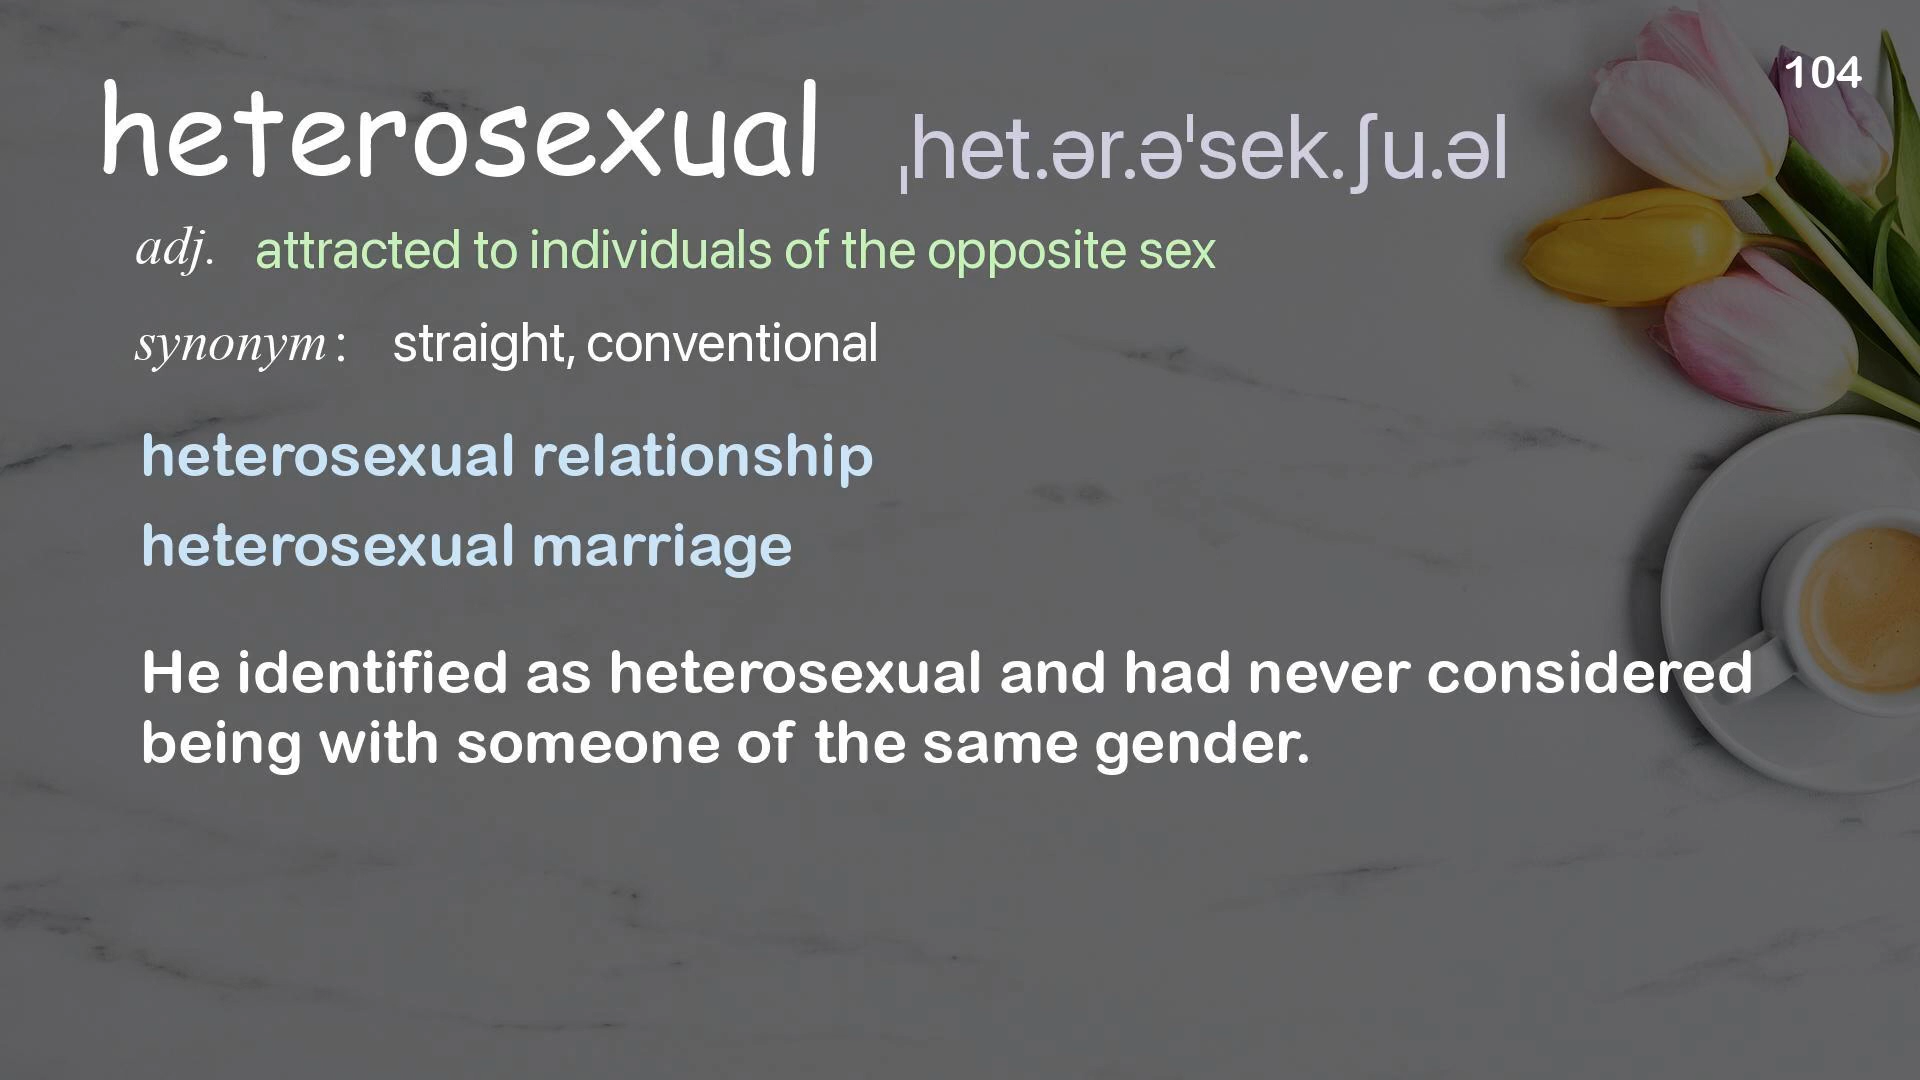 104
heterosexual ˌhet.ər.əˈsek.ʃu.əl
adj. attracted to individuals of the opposite sex
synonym: straight, conventional
heterosexual relationship
heterosexual marriage
He identified as heterosexual and had never considered
being with someone of the same gender.